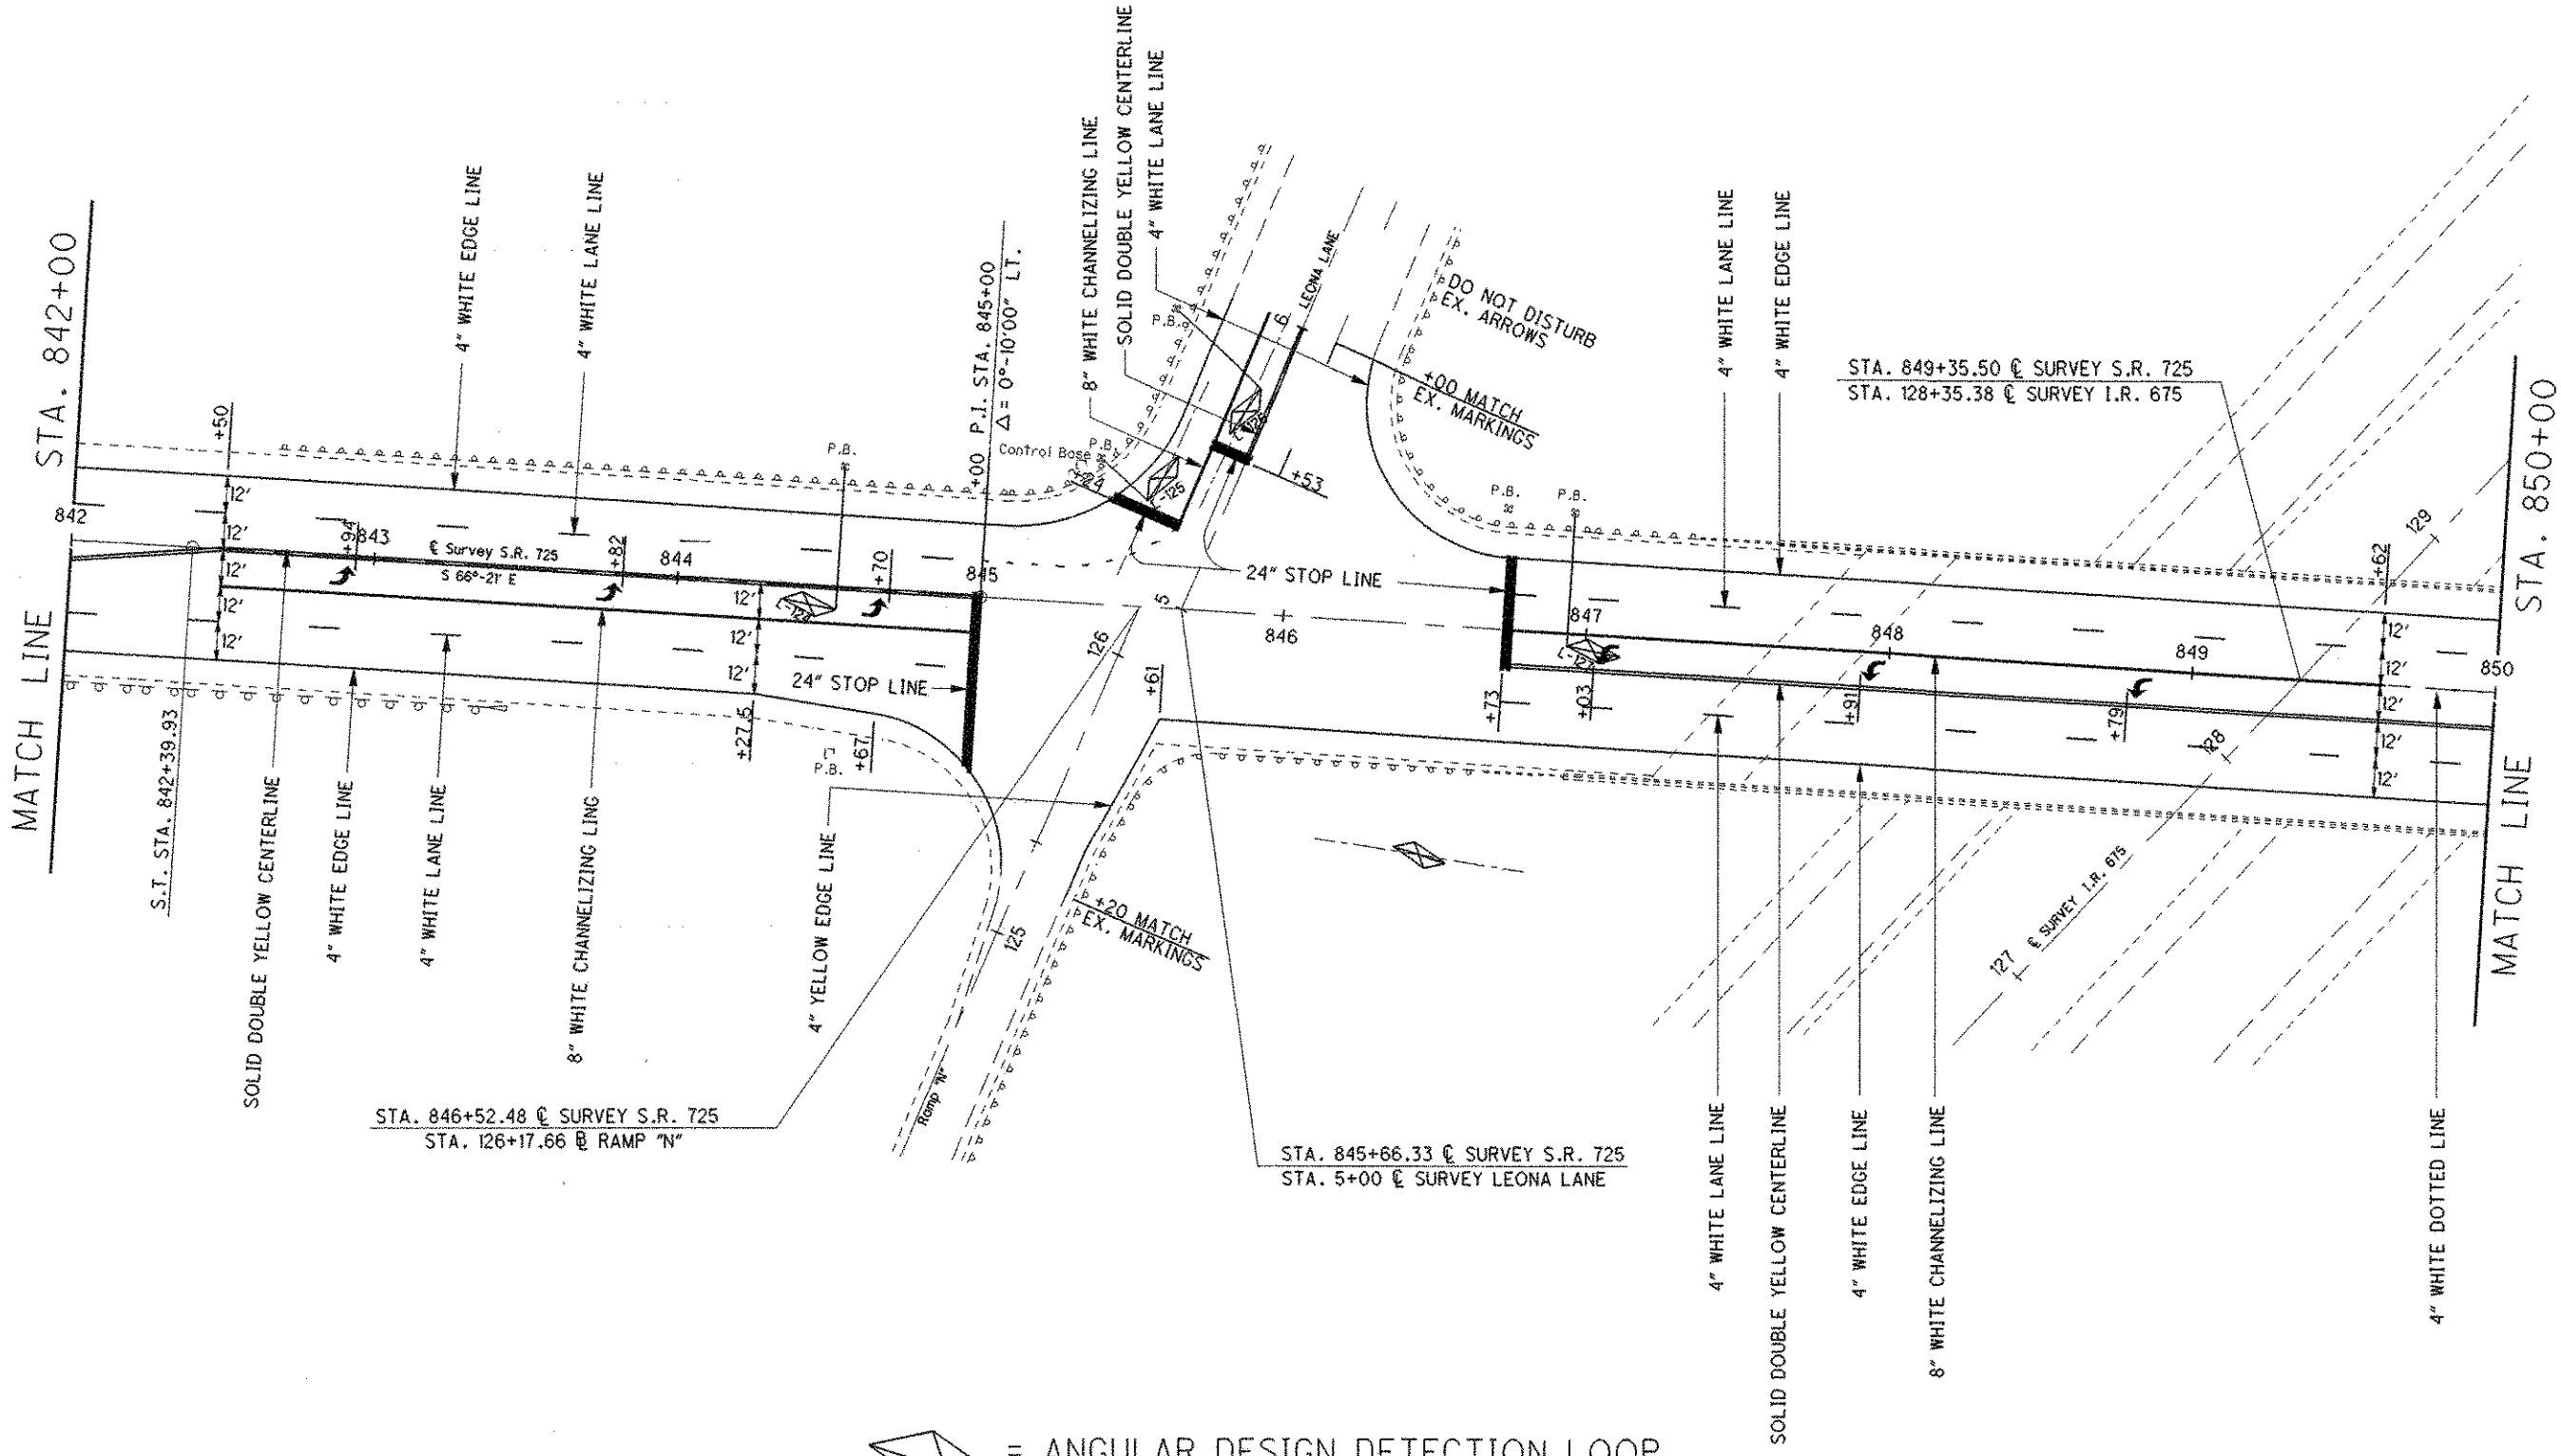 MATCH LINE STA. 842+00
842
+50
12'
12'
12'
12'
12'
S.T. STA. 842+39.93
4" WHITE EDGE LINE
4" WHITE LANE LINE
+94
843
℄ Survey S.R. 725
S 66°-21' E
+82
844
P.B.
+70
845
+00 P.I. STA. 845+00
Δ = 0°-10'00" LT.
12'
12'
12'
24" STOP LINE
+27.5
P.B.
+67
SOLID DOUBLE YELLOW CENTERLINE
4" WHITE EDGE LINE
4" WHITE LANE LINE
8" WHITE CHANNELIZING LING
4" YELLOW EDGE LINE
8" WHITE CHANNELIZING LINE
SOLID DOUBLE YELLOW CENTERLINE
4" WHITE LANE LINE
P.B.
Control Base
P.B.
+24
L-125
6
LEONA LANE
DO NOT DISTURB
EX. ARROWS
+00 MATCH
EX. MARKINGS
+53
24" STOP LINE
5
846
126
+61
125
Ramp "N"
+20 MATCH
EX. MARKINGS
STA. 846+52.48 ℄ SURVEY S.R. 725
STA. 126+17.66 ℄ RAMP "N"
STA. 845+66.33 ℄ SURVEY S.R. 725
STA. 5+00 ℄ SURVEY LEONA LANE
P.B.
P.B.
4" WHITE LANE LINE
4" WHITE EDGE LINE
STA. 849+35.50 ℄ SURVEY S.R. 725
STA. 128+35.38 ℄ SURVEY I.R. 675
847
848
849
850
+73
+03
+91
+79
+62
12'
12'
12'
12'
12'
129
128
127
℄ SURVEY I.R. 675
4" WHITE LANE LINE
SOLID DOUBLE YELLOW CENTERLINE
4" WHITE EDGE LINE
8" WHITE CHANNELIZING LINE
4" WHITE DOTTED LINE
MATCH LINE STA. 850+00
= ANGULAR DESIGN DETECTION LOOP